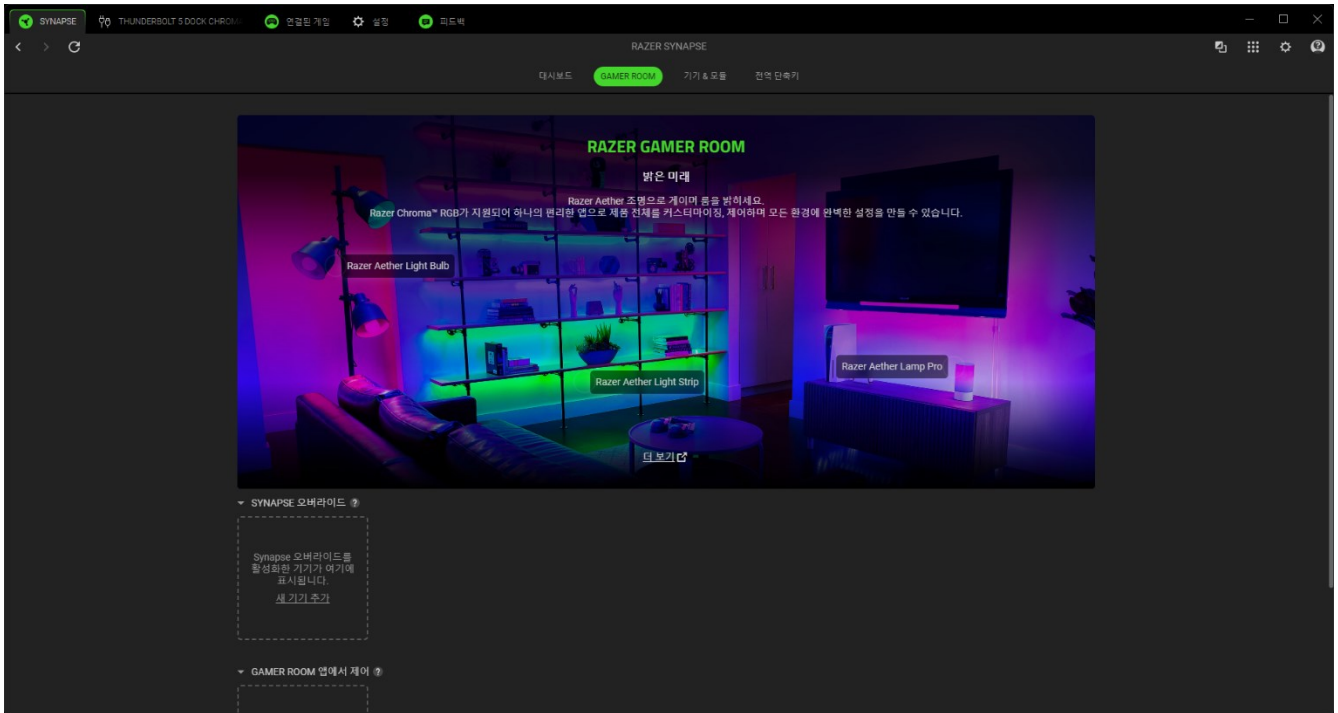 SYNAPSE
THUNDERBOLT 5 DOCK CHROMA
연결된 게임
설정
피드백
RAZER SYNAPSE
대시보드
GAMER ROOM
기기 & 모듈
전역 단축키
RAZER GAMER ROOM
밝은 미래
Razer Aether 조명으로 게이머 룸을 밝히세요.
Razer Chroma™ RGB가 지원되어 하나의 편리한 앱으로 제품 전체를 커스터마이징, 제어하며 모든 환경에 완벽한 설정을 만들 수 있습니다.
Razer Aether Light Bulb
Razer Aether Lamp Pro
Razer Aether Light Strip
더 보기
SYNAPSE 오버라이드 ?
Synapse 오버라이드를
활성화한 기기가 여기에
표시됩니다.
새 기기 추가
GAMER ROOM 앱에서 제어 ?